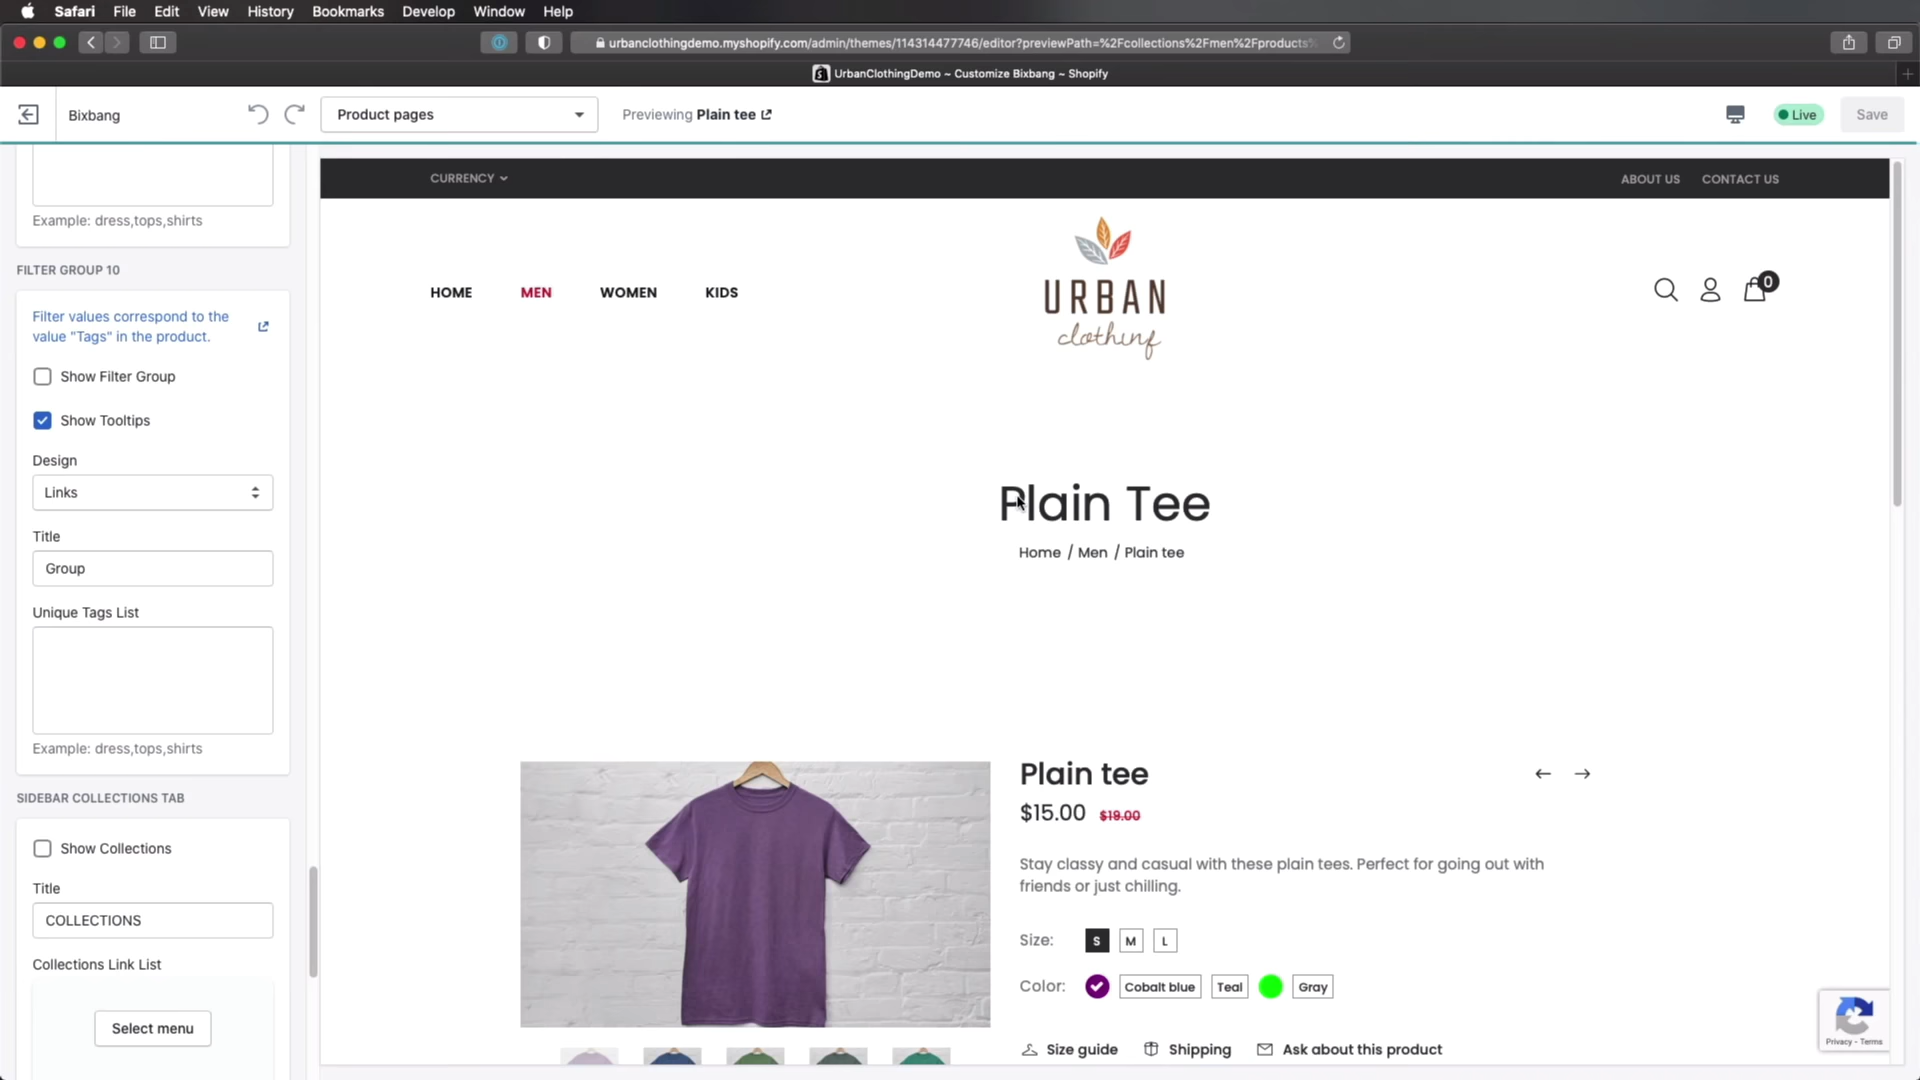 Safari File Edit View History Bookmarks Develop Window Help
urbanclothingdemo.myshopify.com/admin/themes/114314477746/editor?previewPath=%2Fcollections%2Fmen%2Fproducts%
UrbanClothingDemo ~ Customize Bixbang ~ Shopify
Bixbang
Product pages
Previewing Plain tee
Live
Save
Example: dress,tops,shirts
FILTER GROUP 10
Filter values correspond to the
value "Tags" in the product.
Show Filter Group
Show Tooltips
Design
Links
Title
Group
Unique Tags List
Example: dress,tops,shirts
SIDEBAR COLLECTIONS TAB
Show Collections
Title
COLLECTIONS
Collections Link List
Select menu
CURRENCY
ABOUT US CONTACT US
HOME MEN WOMEN KIDS
URBAN
clothing
0
Plain Tee
Home / Men / Plain tee
Plain tee
$15.00 $19.00
Stay classy and casual with these plain tees. Perfect for going out with
friends or just chilling.
Size: S M L
Color: Cobalt blue Teal Gray
Size guide Shipping Ask about this product
Privacy - Terms